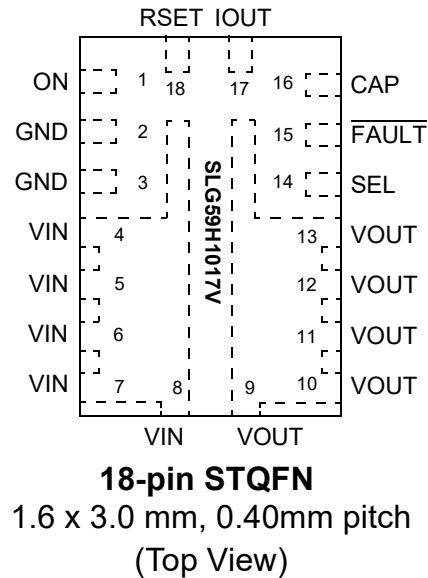 RSET IOUT
18 17
ON 1 16 CAP
GND 2 15 FAULT
GND 3 14 SEL
SLG59H1017V
VIN 4 13 VOUT
VIN 5 12 VOUT
VIN 6 11 VOUT
VIN 7 8 9 10 VOUT
VIN VOUT
18-pin STQFN
1.6 x 3.0 mm, 0.40mm pitch
(Top View)